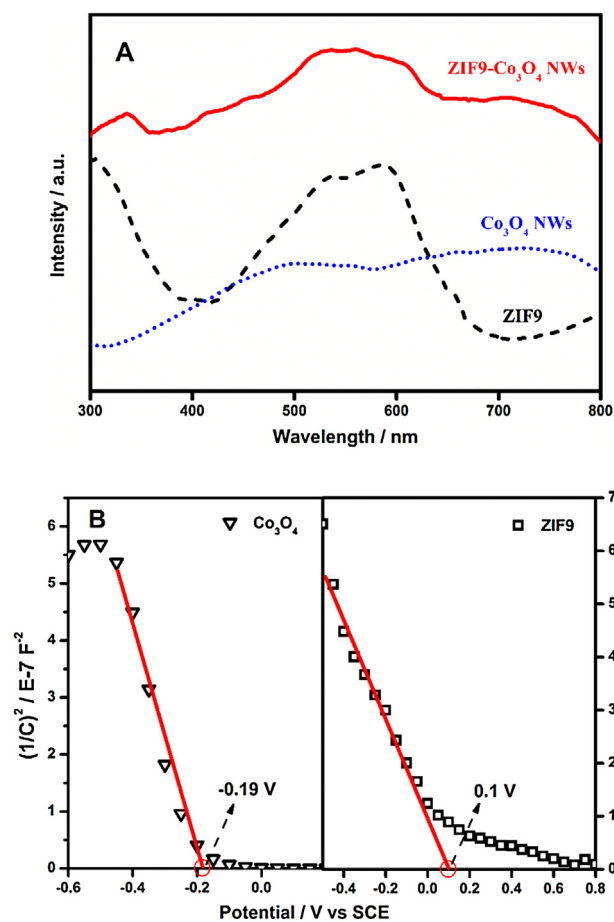 A
ZIF9-Co₃O₄ NWs
Co₃O₄ NWs
ZIF9
Intensity / a.u.
300 400 500 600 700 800
Wavelength / nm
B
Co₃O₄
ZIF9
(1/C)² / E-7 F⁻²
6
5
4
3
2
1
0
7
6
5
4
3
2
1
0
-0.19 V
0.1 V
-0.6 -0.4 -0.2 0.0 -0.4 -0.2 0.0 0.2 0.4 0.6 0.8
Potential / V vs SCE